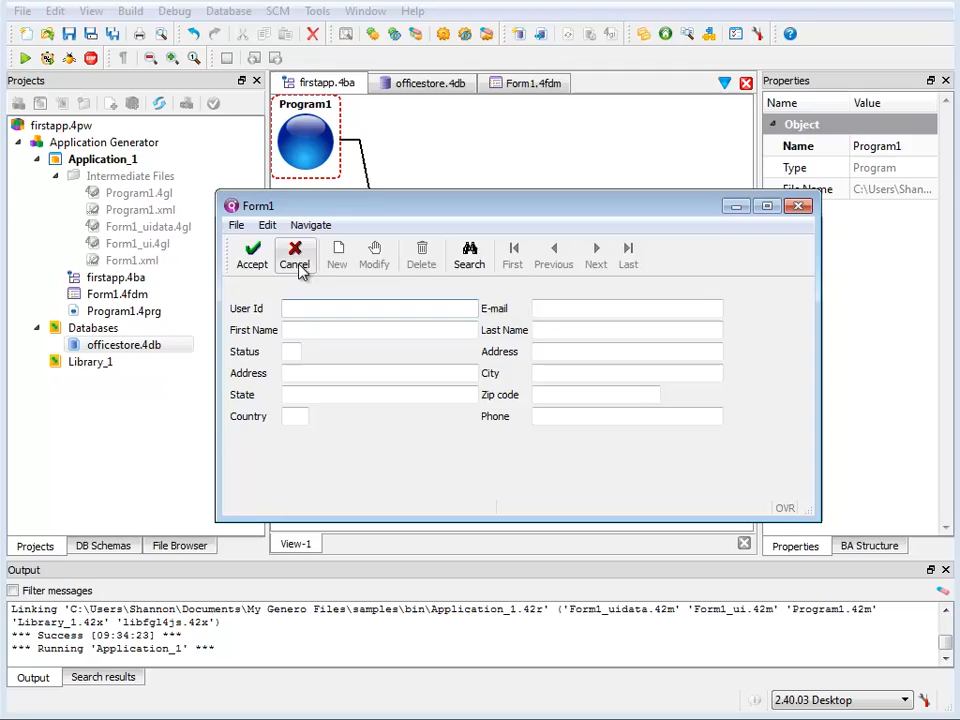 File Edit View Build Debug Database SCM Tools Window Help
Projects
firstapp.4ba officestore.4db Form1.4fdm
Properties
firstapp.4pw
Application Generator
Application_1
Intermediate Files
Program1.4gl
Program1.xml
Form1_uidata.4gl
Form1_ui.4gl
Form1.xml
firstapp.4ba
Form1.4fdm
Program1.4prg
Databases
officestore.4db
Library_1
Program1
Name Value
Object
Name Program1
Type Program
File Name C:\Users\Shan...
Form1
File Edit Navigate
Accept Cancel New Modify Delete Search First Previous Next Last
User Id E-mail
First Name Last Name
Status Address
Address City
State Zip code
Country Phone
OVR
Projects DB Schemas File Browser
View-1
Properties BA Structure
Output
Filter messages
Linking 'C:\Users\Shannon\Documents\My Genero Files\samples\bin\Application_1.42r' ('Form1_uidata.42m' 'Form1_ui.42m' 'Program1.42m'
'Library_1.42x' 'libfgl4js.42x')
*** Success [09:34:23] ***
*** Running 'Application_1' ***
Output Search results
2.40.03 Desktop